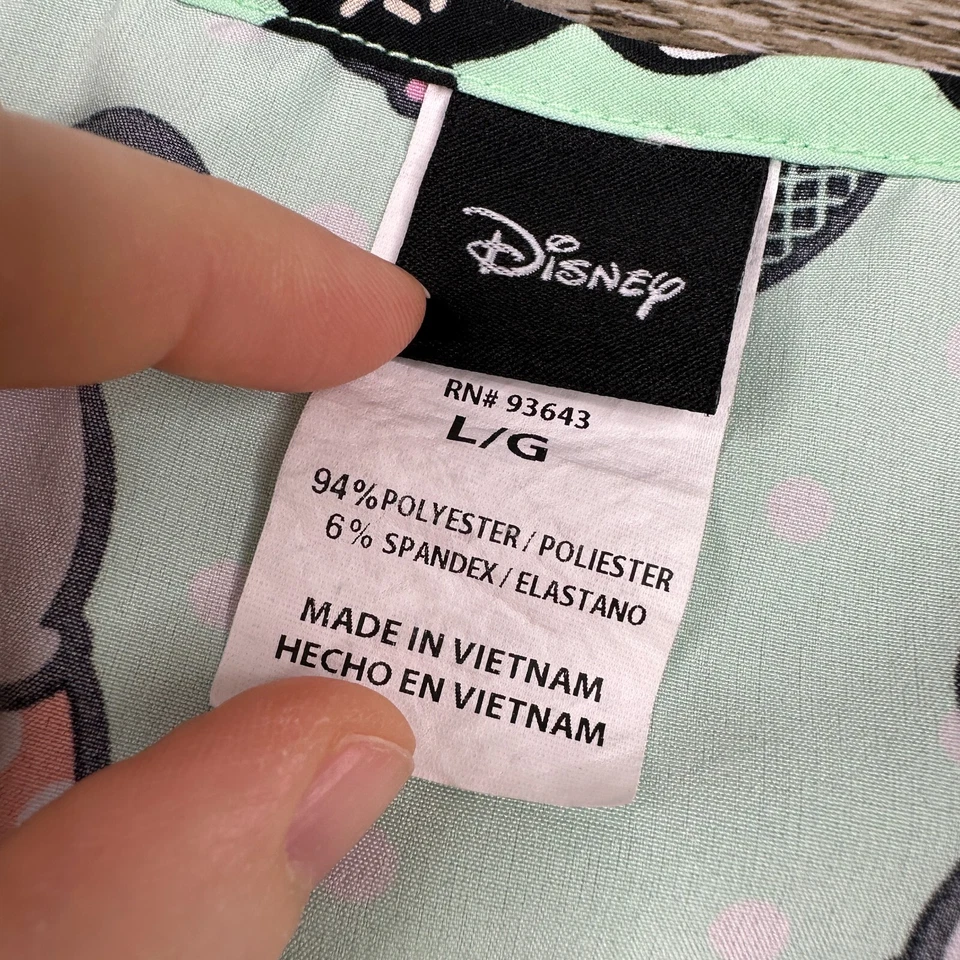 Disney
RN# 93643
L/G
94% POLYESTER / POLIESTER
6% SPANDEX / ELASTANO
MADE IN VIETNAM
HECHO EN VIETNAM